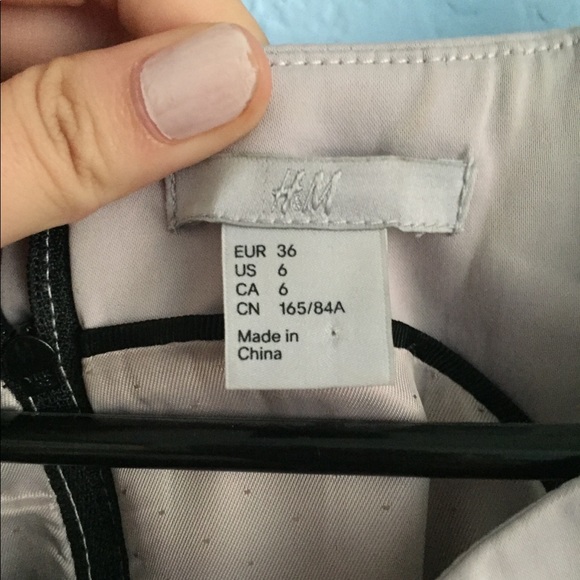 H&M
EUR 36
US 6
CA 6
CN 165/84A
Made in
China